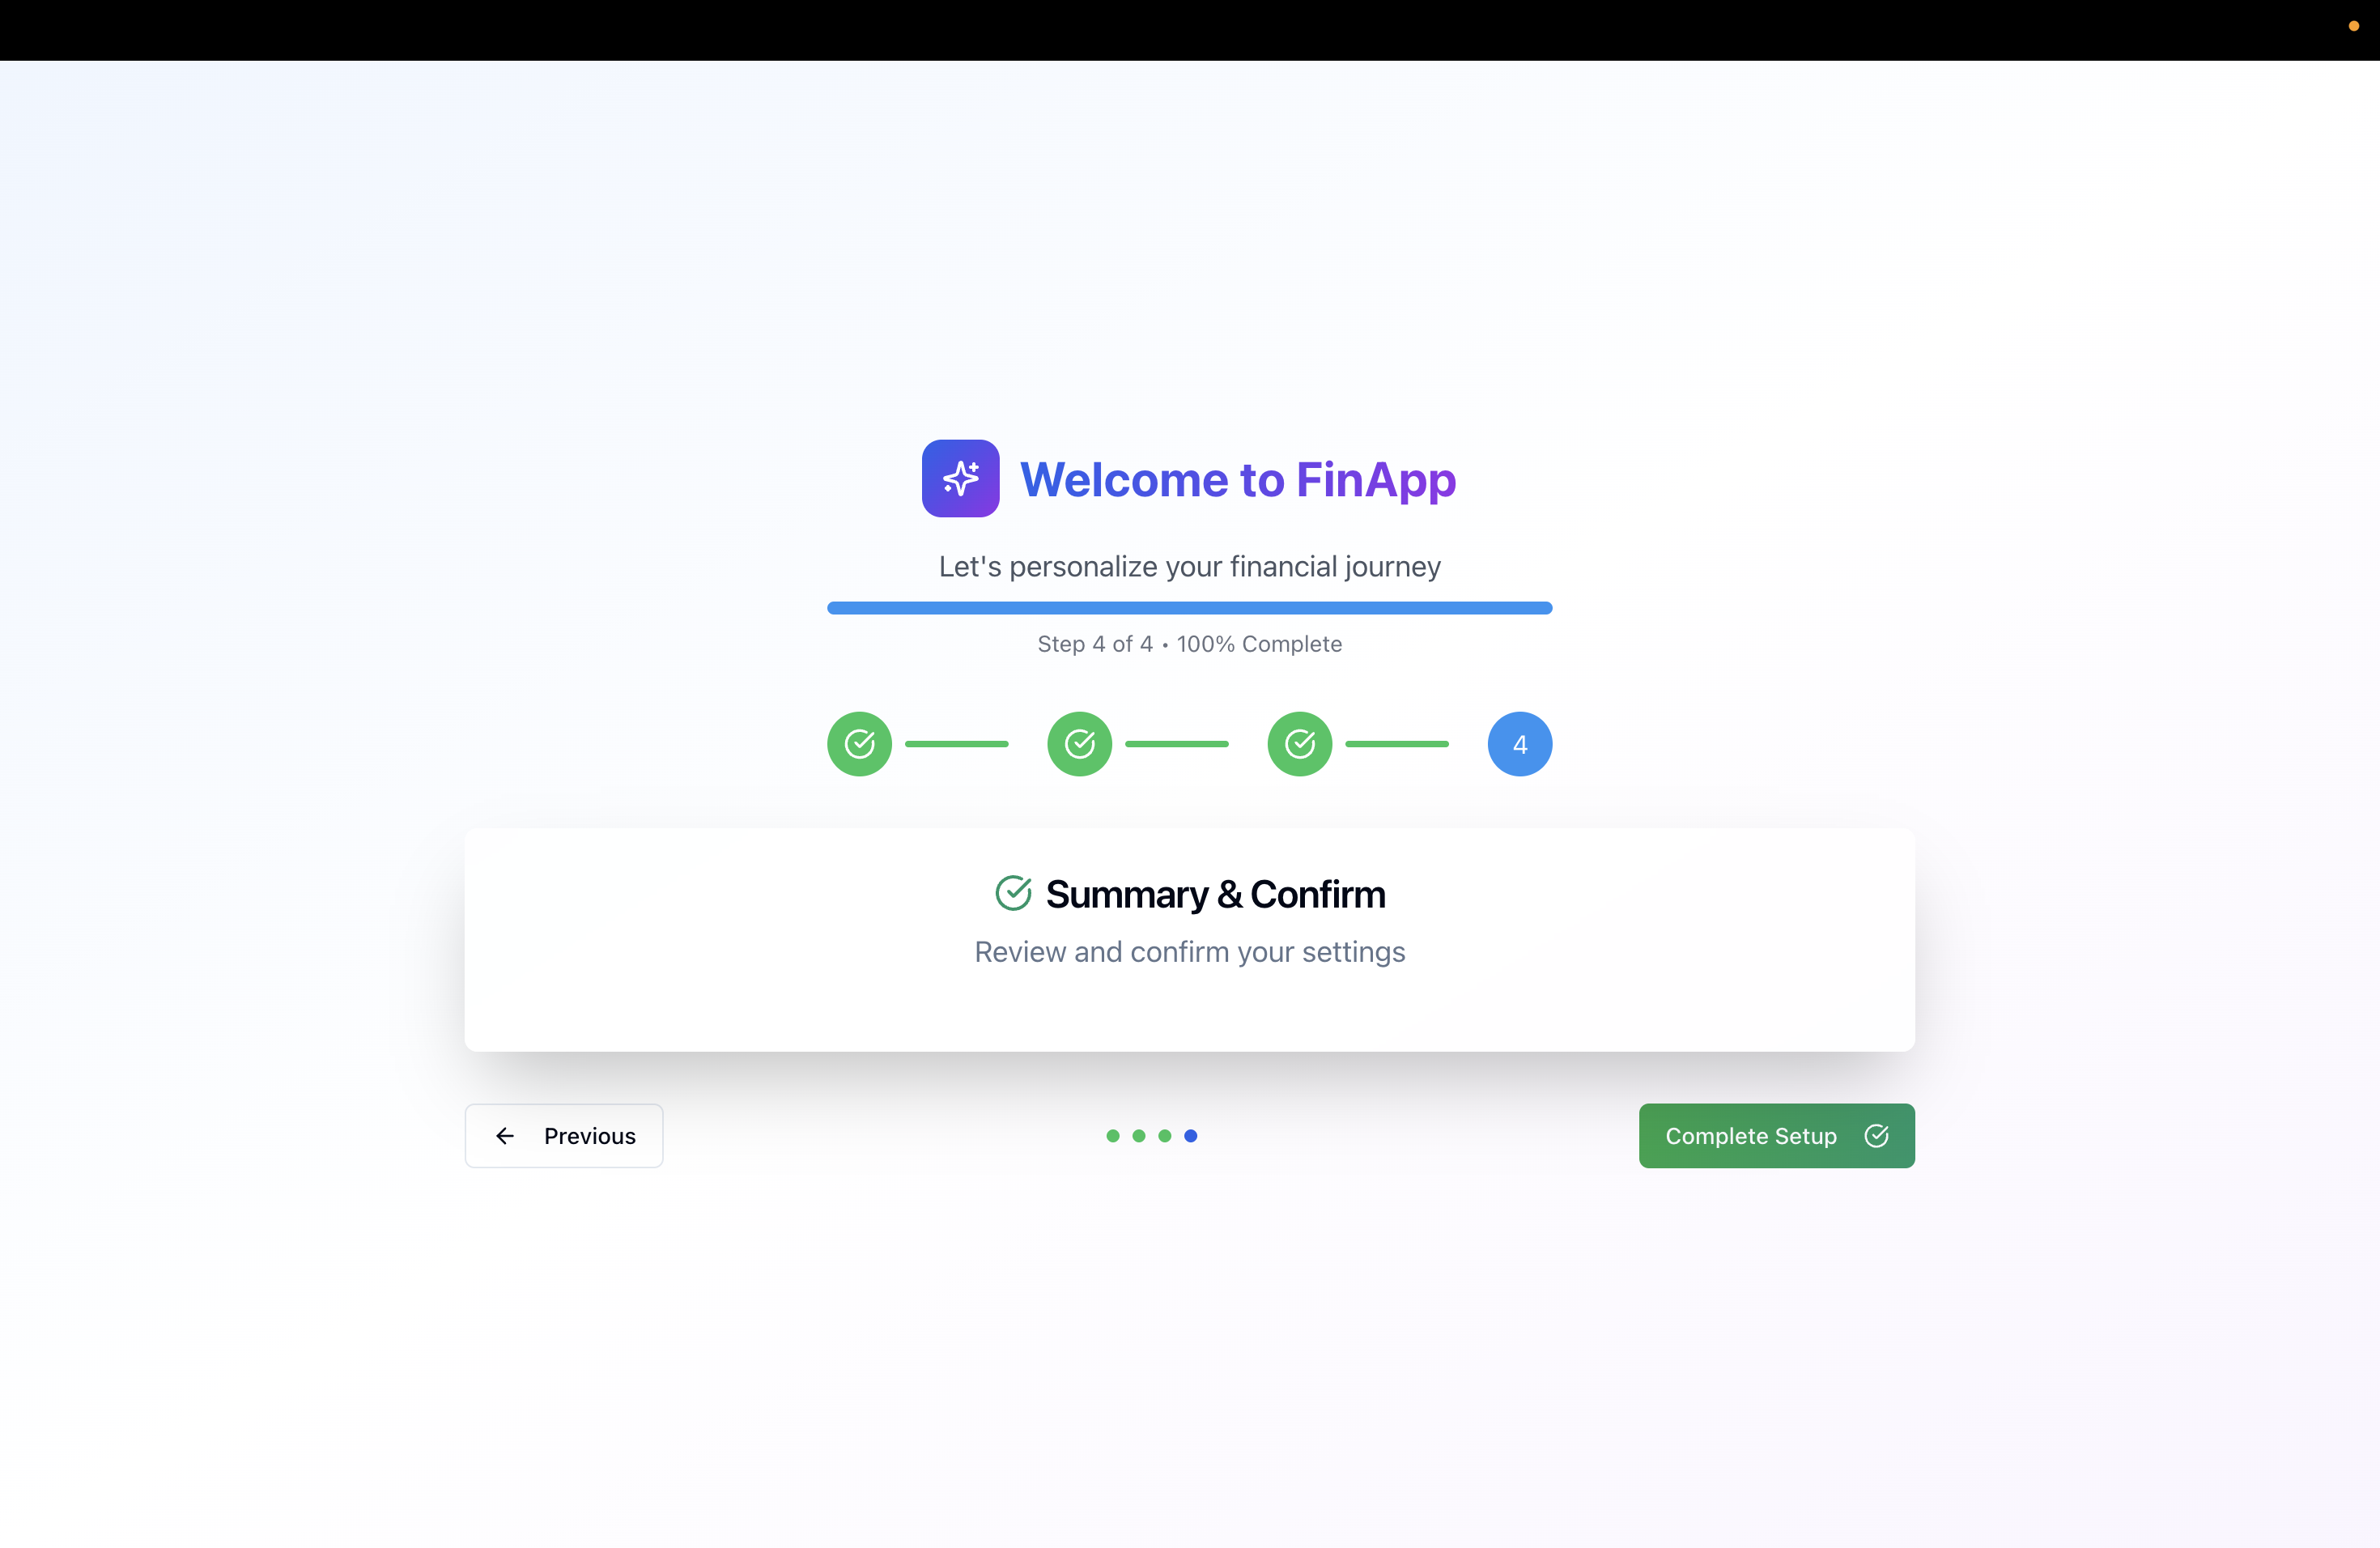 Welcome to FinApp
Let's personalize your financial journey
Step 4 of 4 • 100% Complete
4
Summary & Confirm
Review and confirm your settings
Previous
Complete Setup